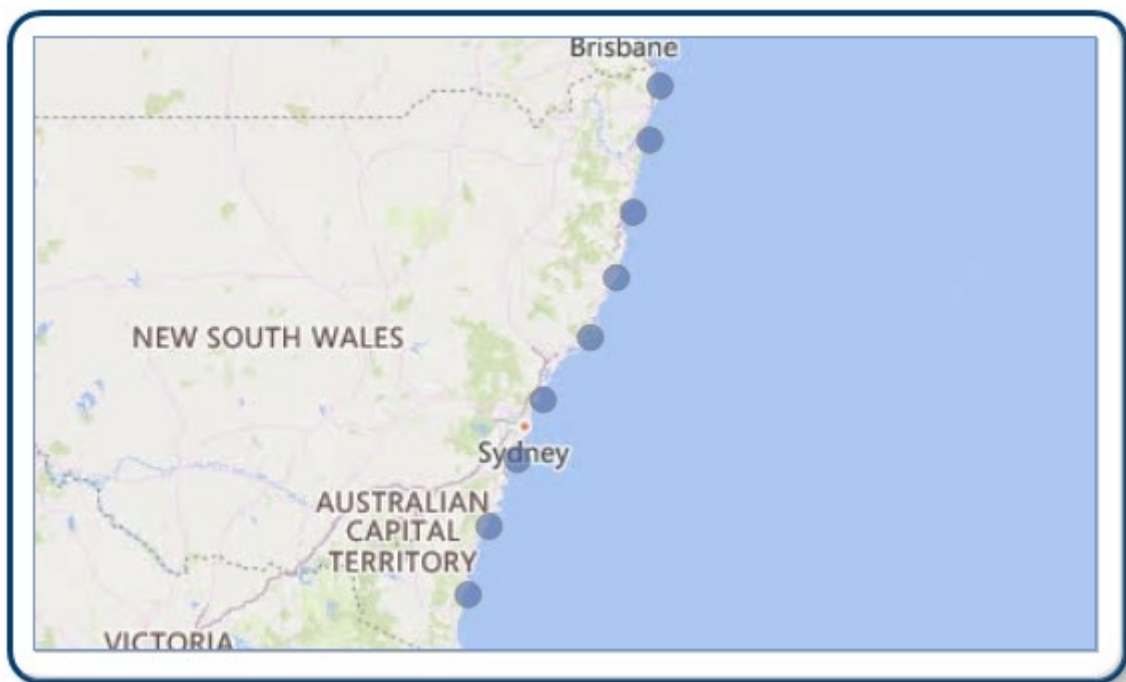 Brisbane
NEW SOUTH WALES
Sydney
AUSTRALIAN
CAPITAL
TERRITORY
VICTORIA